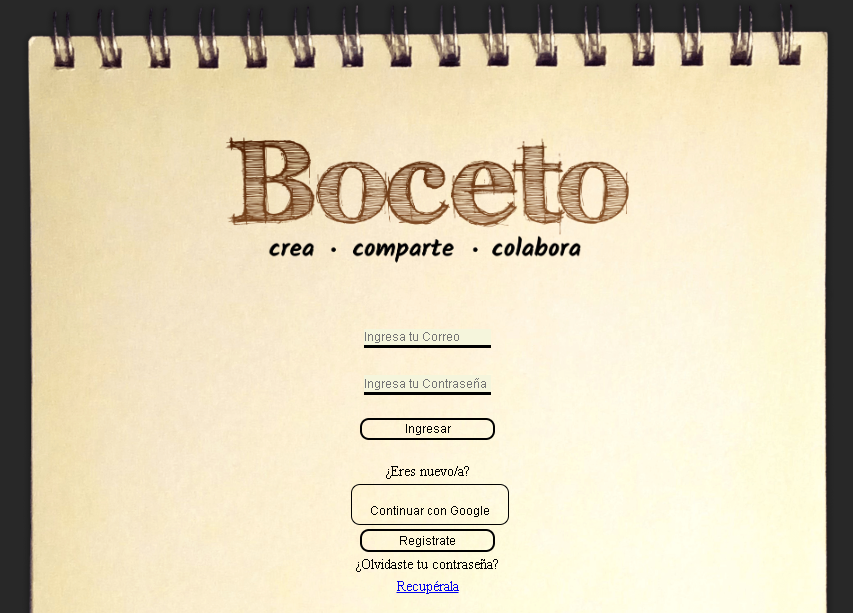 Boceto
crea · comparte · colabora
Ingresa tu Correo
Ingresa tu Contraseña
Ingresar
¿Eres nuevo/a?
Continuar con Google
Registrate
¿Olvidaste tu contraseña?
Recupérala